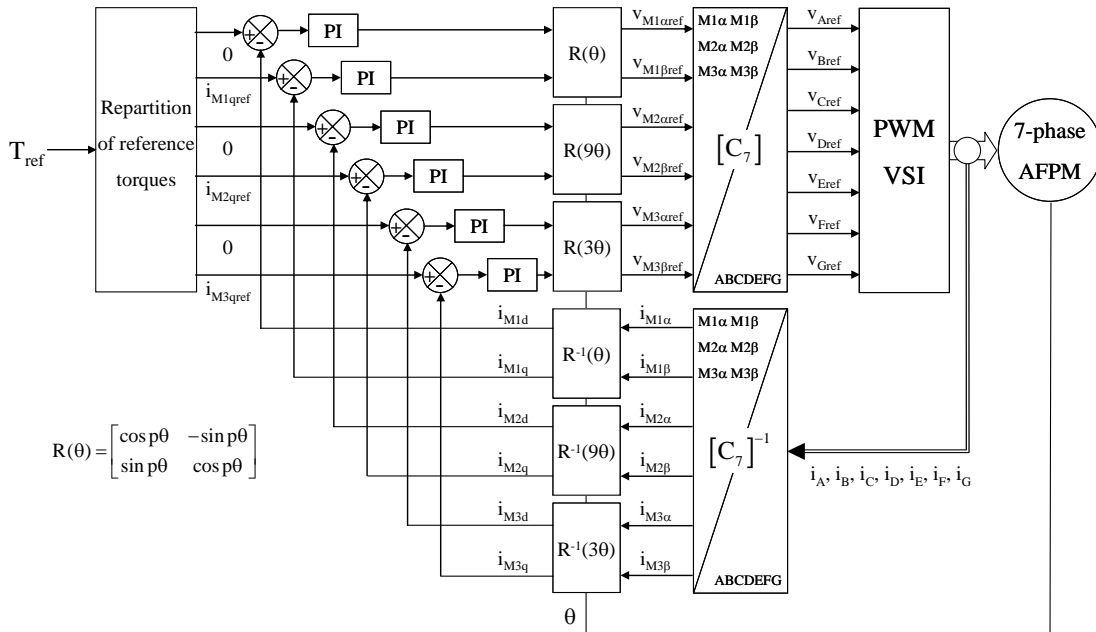 T_ref
Repartition
of reference
torques
0
i_M1qref
0
i_M2qref
0
i_M3qref
+
−
+
−
+
−
+
−
+
−
+
−
PI
PI
PI
PI
PI
PI
R(θ)
R(9θ)
R(3θ)
v_M1αref
v_M1βref
v_M2αref
v_M2βref
v_M3αref
v_M3βref
M1α M1β
M2α M2β
M3α M3β
[C_7]
ABCDEFG
v_Aref
v_Bref
v_Cref
v_Dref
v_Eref
v_Fref
v_Gref
PWM
VSI
7-phase
AFPM
i_M1d
i_M1q
i_M2d
i_M2q
i_M3d
i_M3q
R⁻¹(θ)
R⁻¹(9θ)
R⁻¹(3θ)
i_M1α
i_M1β
i_M2α
i_M2β
i_M3α
i_M3β
M1α M1β
M2α M2β
M3α M3β
[C_7]⁻¹
ABCDEFG
i_A, i_B, i_C, i_D, i_E, i_F, i_G
R(θ) = [cos pθ −sin pθ
sin pθ cos pθ]
θ